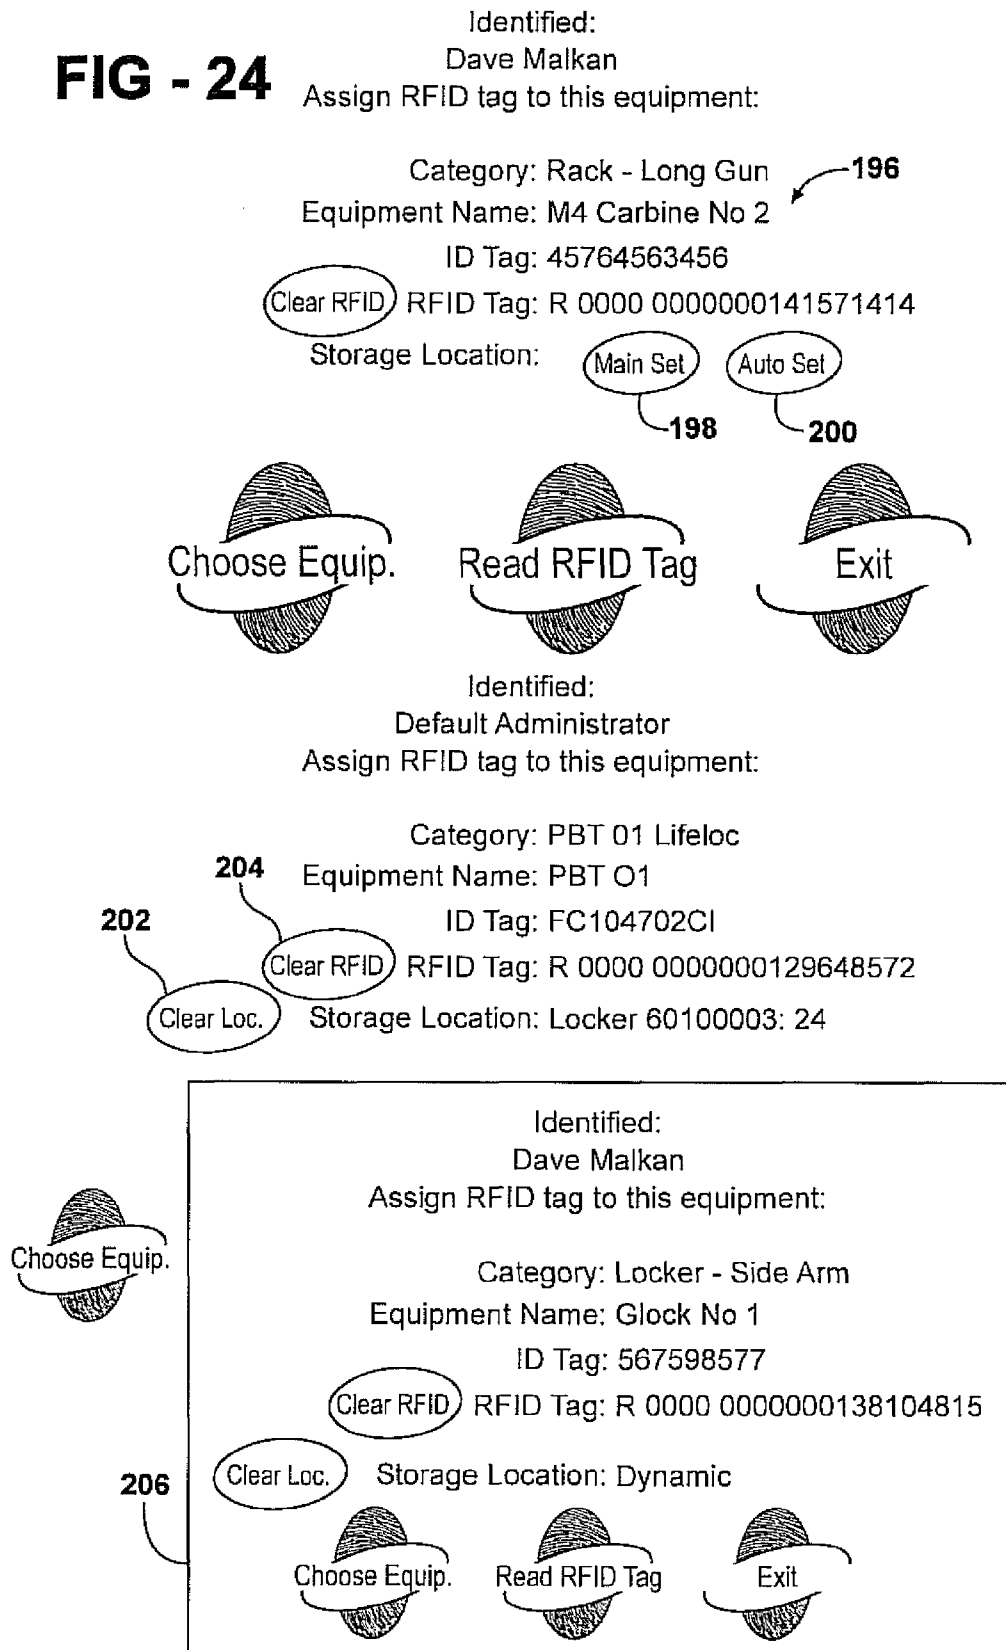 FIG - 24
Identified:
Dave Malkan
Assign RFID tag to this equipment:
Category: Rack - Long Gun
196
Equipment Name: M4 Carbine No 2
ID Tag: 45764563456
Clear RFID RFID Tag: R 0000 0000000141571414
Storage Location: Main Set Auto Set
198 200
Choose Equip. Read RFID Tag Exit
Identified:
Default Administrator
Assign RFID tag to this equipment:
Category: PBT 01 Lifeloc
204
Equipment Name: PBT O1
202
ID Tag: FC104702CI
Clear RFID RFID Tag: R 0000 0000000129648572
Clear Loc. Storage Location: Locker 60100003: 24
Identified:
Dave Malkan
Assign RFID tag to this equipment:
Choose Equip.
Category: Locker - Side Arm
Equipment Name: Glock No 1
ID Tag: 567598577
Clear RFID RFID Tag: R 0000 0000000138104815
Clear Loc. Storage Location: Dynamic
206
Choose Equip. Read RFID Tag Exit